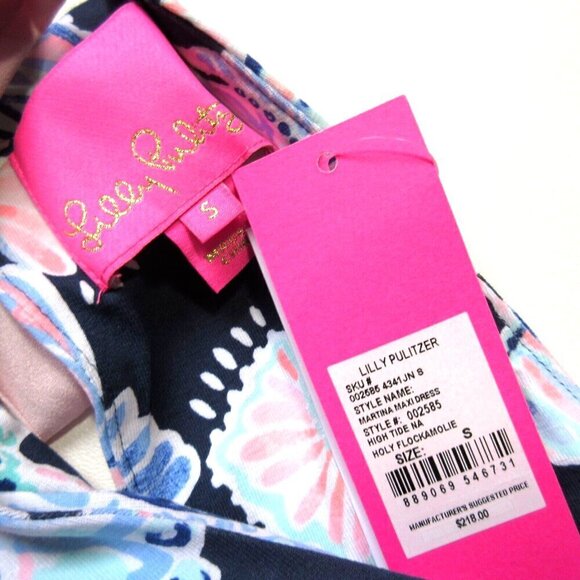 Lilly Pulitzer
S
LILLY PULITZER
SKU #
002585 4341JN S
STYLE NAME:
MARTINA MAXI DRESS
STYLE #: 002585
HIGH TIDE NA
HOLY FLOCKAMOLIE
SIZE: S
889069 546731
MANUFACTURER'S SUGGESTED PRICE
$218.00